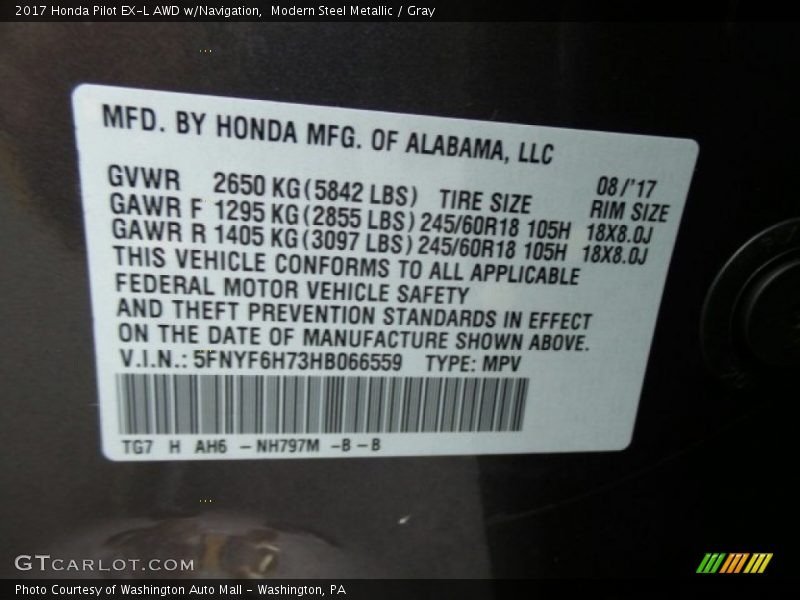 2017 Honda Pilot EX-L AWD w/Navigation,  Modern Steel Metallic / Gray
MFD. BY HONDA MFG. OF ALABAMA, LLC
08/'17
GVWR 2650 KG (5842 LBS) TIRE SIZE RIM SIZE
GAWR F 1295 KG (2855 LBS) 245/60R18 105H 18X8.0J
GAWR R 1405 KG (3097 LBS) 245/60R18 105H 18X8.0J
THIS VEHICLE CONFORMS TO ALL APPLICABLE
FEDERAL MOTOR VEHICLE SAFETY
AND THEFT PREVENTION STANDARDS IN EFFECT
ON THE DATE OF MANUFACTURE SHOWN ABOVE.
V.I.N.: 5FNYF6H73HB066559 TYPE: MPV
TG7 H AH6 - NH797M -B - B
GTCARLOT.COM
Photo Courtesy of Washington Auto Mall - Washington, PA